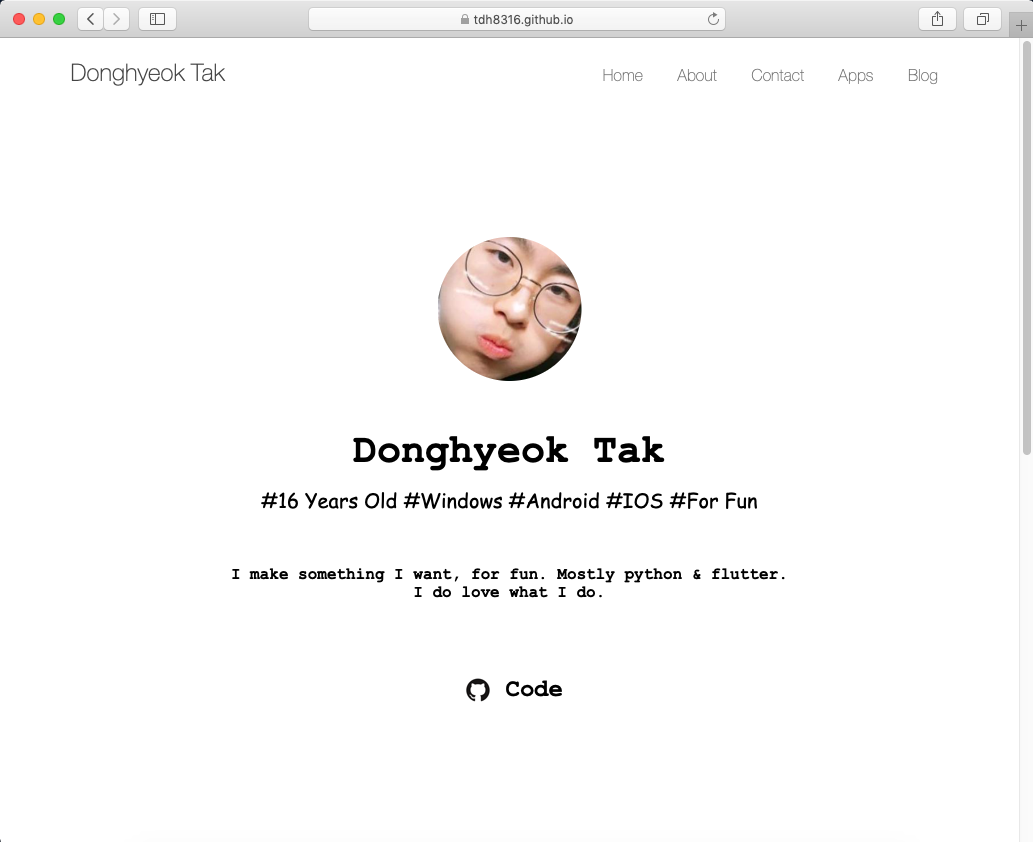 tdh8316.github.io
Donghyeok Tak
Home About Contact Apps Blog
Donghyeok Tak
#16 Years Old #Windows #Android #IOS #For Fun
I make something I want, for fun. Mostly python & flutter.
I do love what I do.
Code